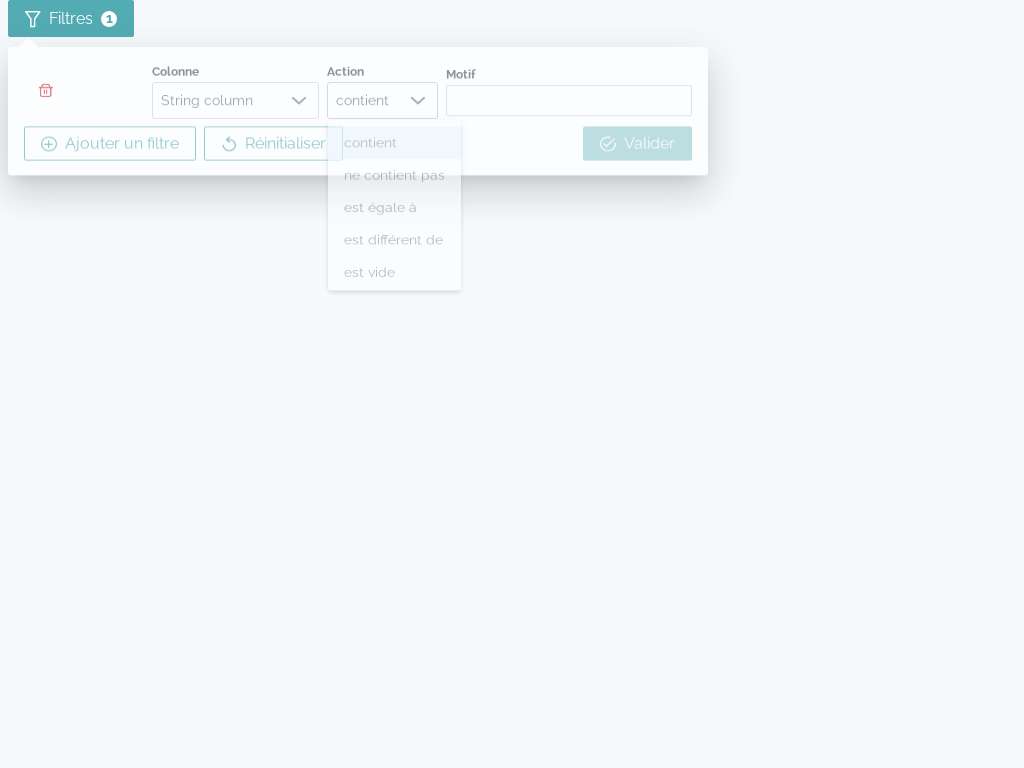 Filtres 1
Colonne
Action
Motif
String column
contient
Ajouter un filtre
Réinitialiser
Valider
contient
ne contient pas
est égale à
est différent de
est vide